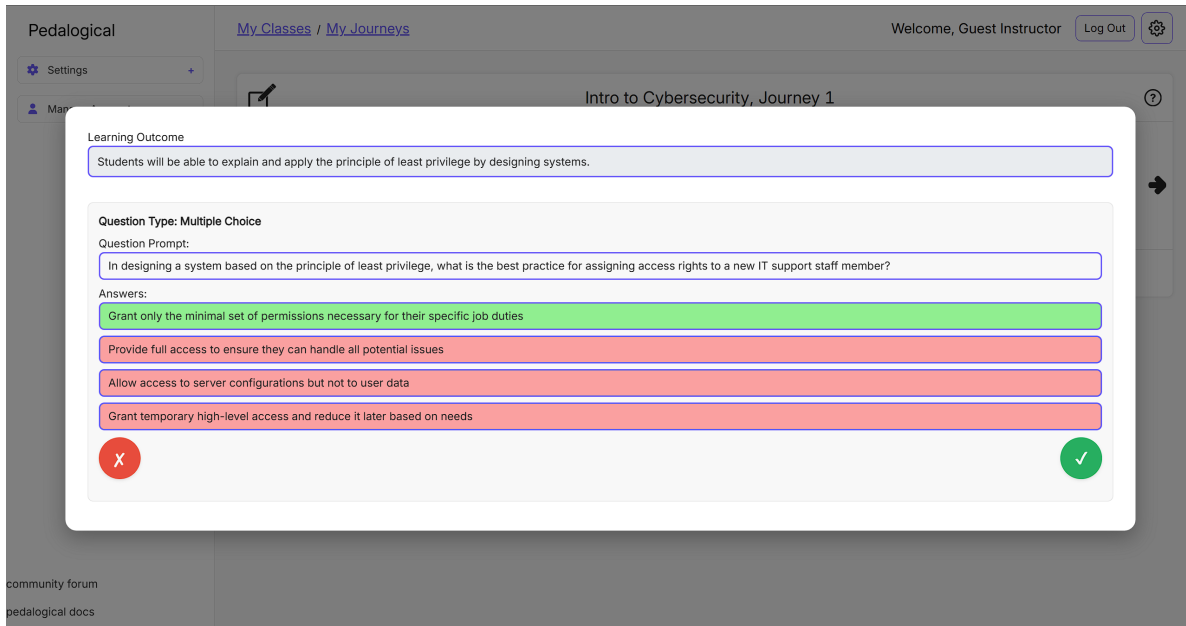 Pedalogical
My Classes / My Journeys
Welcome, Guest Instructor
Log Out
Settings +
Intro to Cybersecurity, Journey 1
?
Learning Outcome
Students will be able to explain and apply the principle of least privilege by designing systems.
Question Type: Multiple Choice
Question Prompt:
In designing a system based on the principle of least privilege, what is the best practice for assigning access rights to a new IT support staff member?
Answers:
Grant only the minimal set of permissions necessary for their specific job duties
Provide full access to ensure they can handle all potential issues
Allow access to server configurations but not to user data
Grant temporary high-level access and reduce it later based on needs
✗
✓
community forum
pedalogical docs